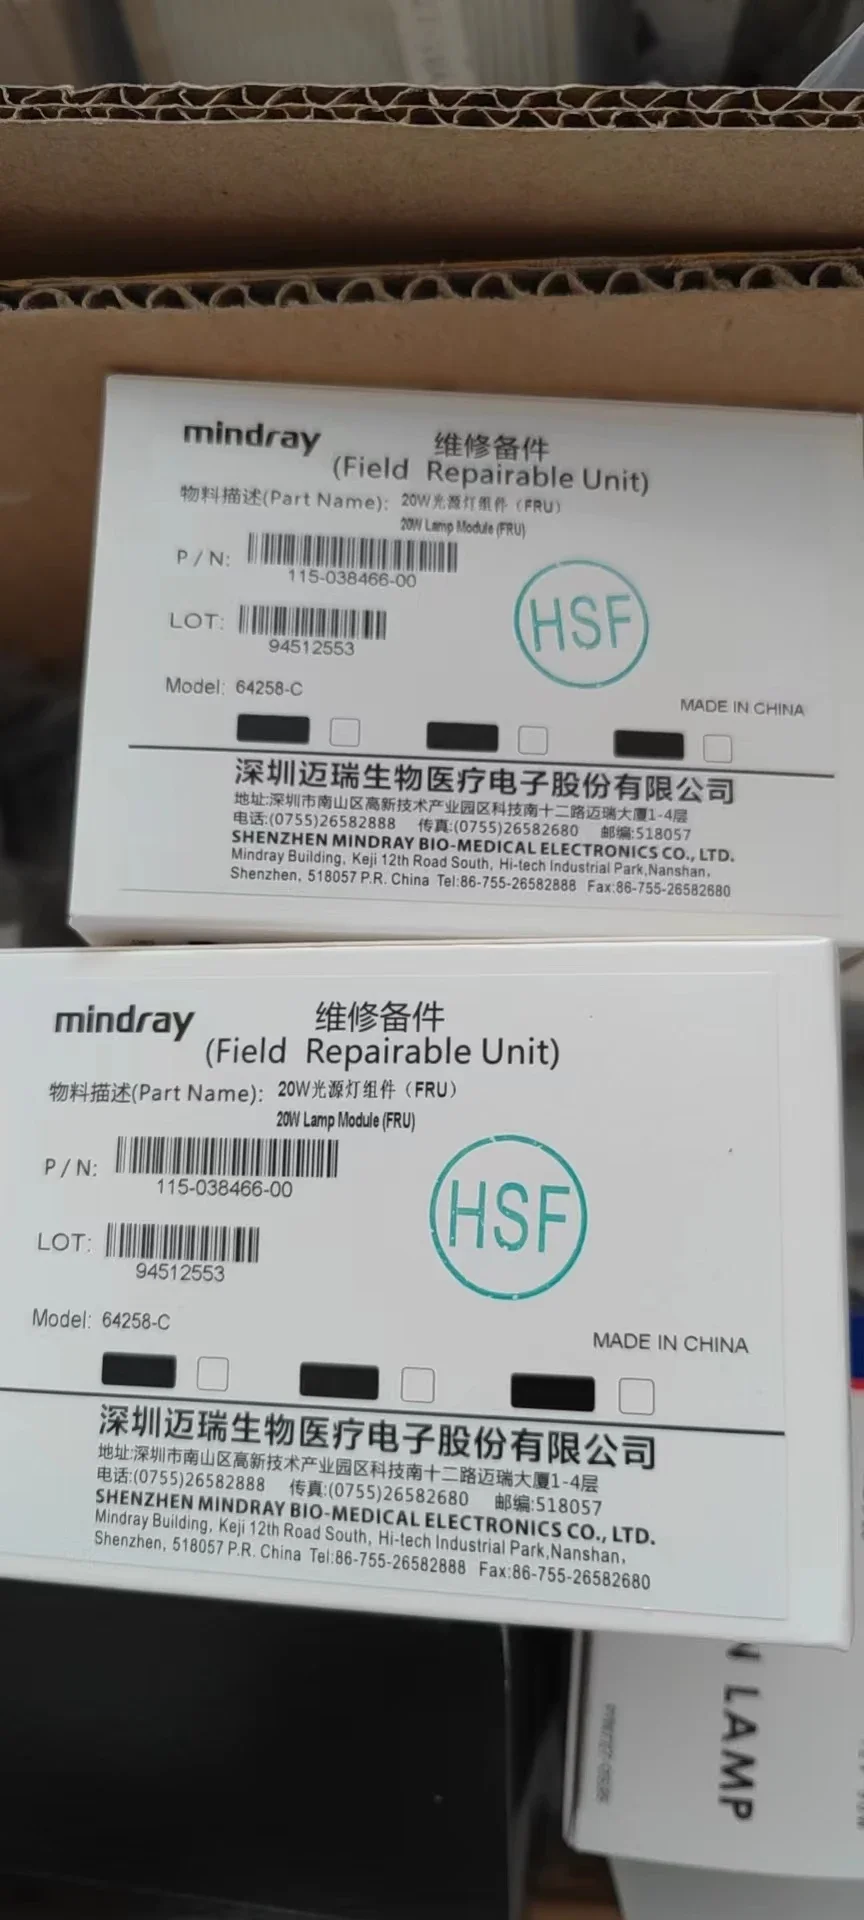 mindray 维修备件
(Field Repairable Unit)
物料描述(Part Name): 20W光源灯组件（FRU）
20W Lamp Module (FRU)
P/N:
115-038466-00
LOT:
94512553
HSF
Model: 64258-C
MADE IN CHINA
深圳迈瑞生物医疗电子股份有限公司
地址:深圳市南山区高新技术产业园区科技南十二路迈瑞大厦1-4层
电话:(0755)26582888 传真:(0755)26582680 邮编:518057
SHENZHEN MINDRAY BIO-MEDICAL ELECTRONICS CO., LTD.
Mindray Building, Keji 12th Road South, Hi-tech Industrial Park,Nanshan,
Shenzhen, 518057 P.R. China Tel:86-755-26582888 Fax:86-755-26582680
mindray 维修备件
(Field Repairable Unit)
物料描述(Part Name): 20W光源灯组件（FRU）
20W Lamp Module (FRU)
P/N:
115-038466-00
LOT:
94512553
HSF
Model: 64258-C
MADE IN CHINA
深圳迈瑞生物医疗电子股份有限公司
地址:深圳市南山区高新技术产业园区科技南十二路迈瑞大厦1-4层
电话:(0755)26582888 传真:(0755)26582680 邮编:518057
SHENZHEN MINDRAY BIO-MEDICAL ELECTRONICS CO., LTD.
Mindray Building, Keji 12th Road South, Hi-tech Industrial Park,Nanshan,
Shenzhen, 518057 P.R. China Tel:86-755-26582888 Fax:86-755-26582680
LAMP